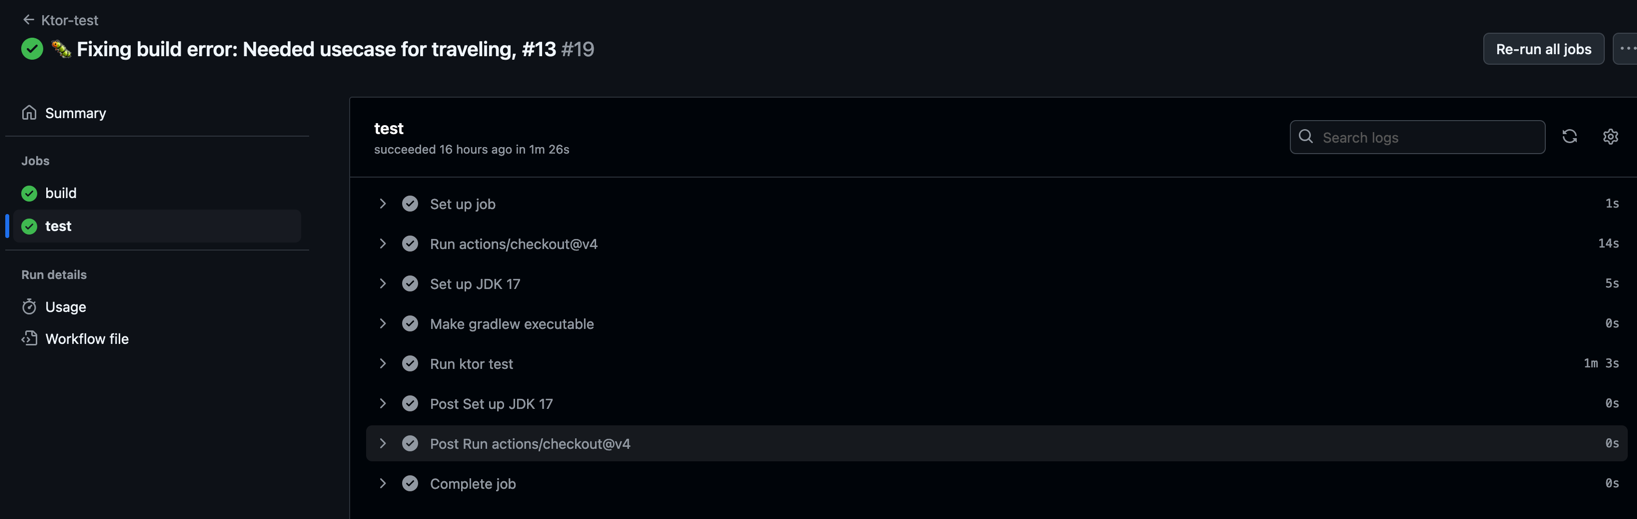 ← Ktor-test
🐛 Fixing build error: Needed usecase for traveling, #13 #19
Re-run all jobs
Summary
Jobs
build
test
Run details
Usage
Workflow file
test
succeeded 16 hours ago in 1m 26s
Search logs
Set up job 1s
Run actions/checkout@v4 14s
Set up JDK 17 5s
Make gradlew executable 0s
Run ktor test 1m 3s
Post Set up JDK 17 0s
Post Run actions/checkout@v4 0s
Complete job 0s